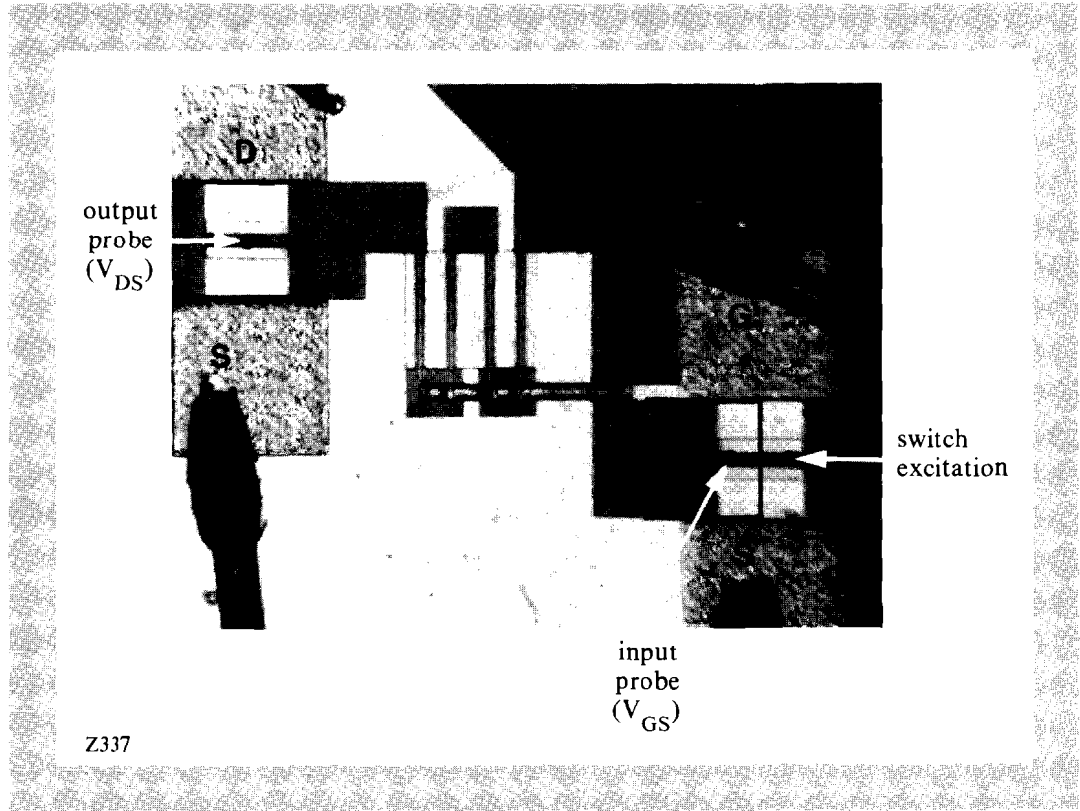 D
output
probe
(V_DS)
S
G
switch
excitation
S
input
probe
(V_GS)
Z337